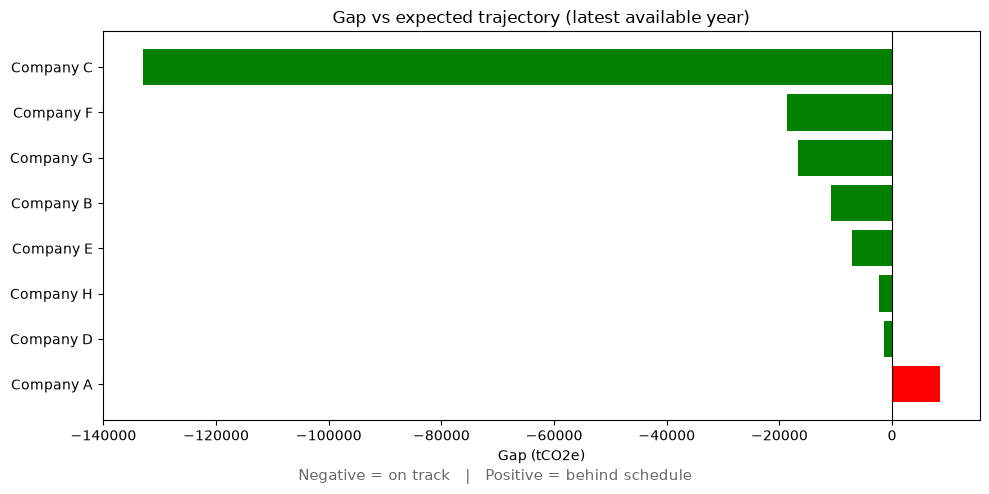 Gap vs expected trajectory (latest available year)
Company C
Company F
Company G
Company B
Company E
Company H
Company D
Company A
−140000 −120000 −100000 −80000 −60000 −40000 −20000 0
Gap (tCO2e)
Negative = on track | Positive = behind schedule